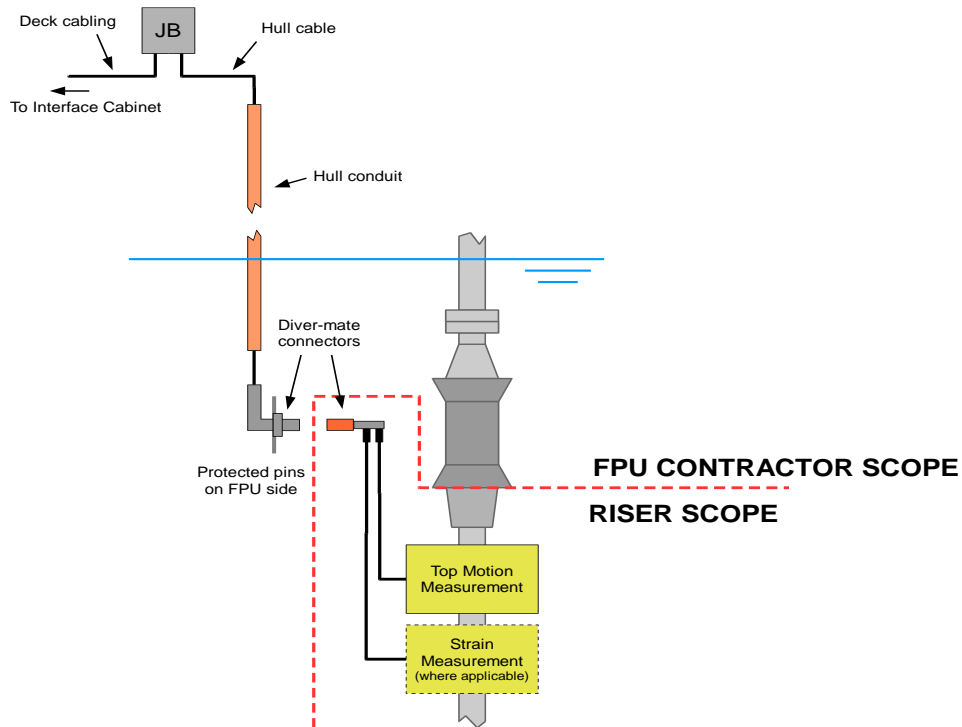 Deck cabling
JB
Hull cable
To Interface Cabinet
Hull conduit
Diver-mate
connectors
Protected pins
on FPU side
FPU CONTRACTOR SCOPE
RISER SCOPE
Top Motion
Measurement
Strain
Measurement
(where applicable)